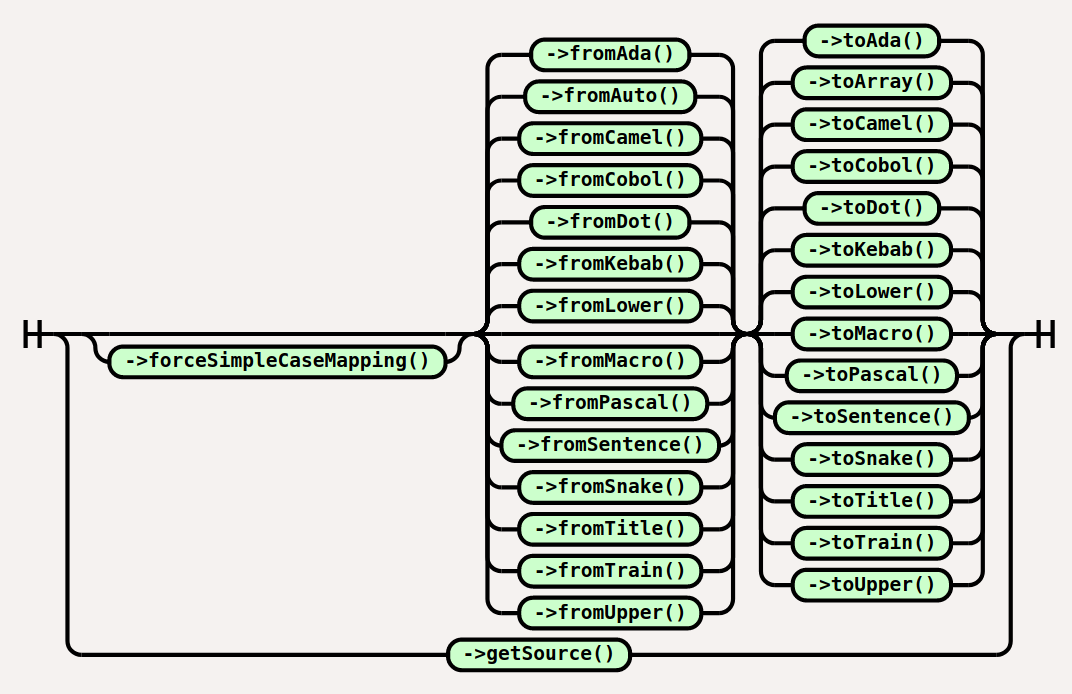 ->forceSimpleCaseMapping()
->fromAda()
->fromAuto()
->fromCamel()
->fromCobol()
->fromDot()
->fromKebab()
->fromLower()
->fromMacro()
->fromPascal()
->fromSentence()
->fromSnake()
->fromTitle()
->fromTrain()
->fromUpper()
->toAda()
->toArray()
->toCamel()
->toCobol()
->toDot()
->toKebab()
->toLower()
->toMacro()
->toPascal()
->toSentence()
->toSnake()
->toTitle()
->toTrain()
->toUpper()
->getSource()